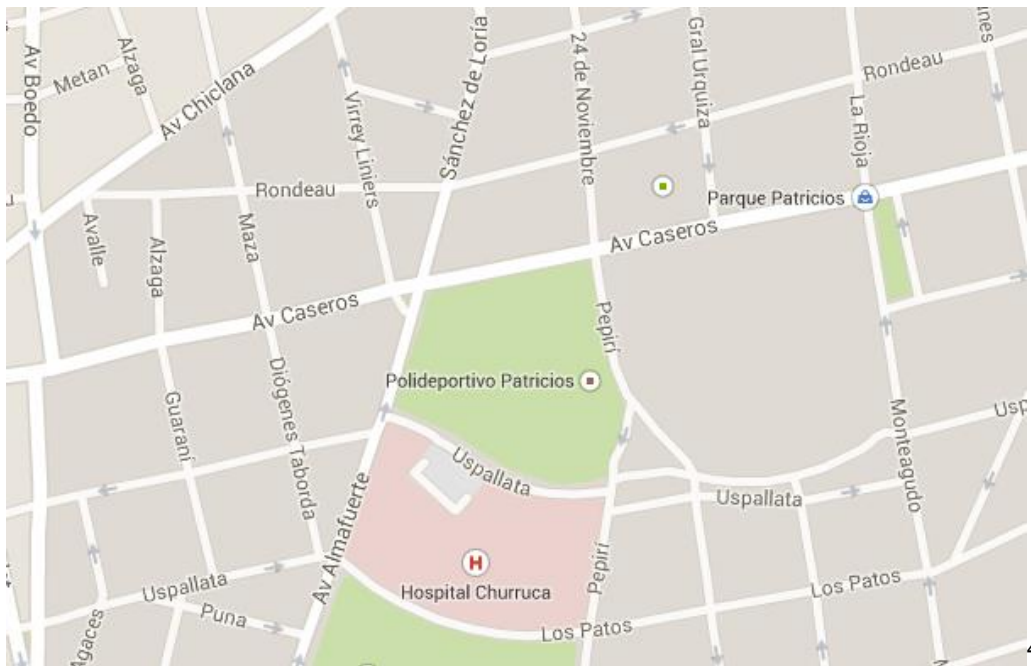 Av Boedo
Alzaga
Metan
Av Chiclana
Virrey Liniers
Sánchez de Loria
24 de Noviembre
Gral Urquiza
La Rioja
Rondeau
Rondeau
Avalle
Alzaga
Maza
Parque Patricios
Av Caseros
Av Caseros
Pepirí
Polideportivo Patricios
Guaraní
Diógenes Taborda
Monteagudo
Uspallata
Uspallata
Av Almafuerte
Hospital Churruca
H
Pepirí
Los Patos
Los Patos
Uspallata
Puna
Agaces